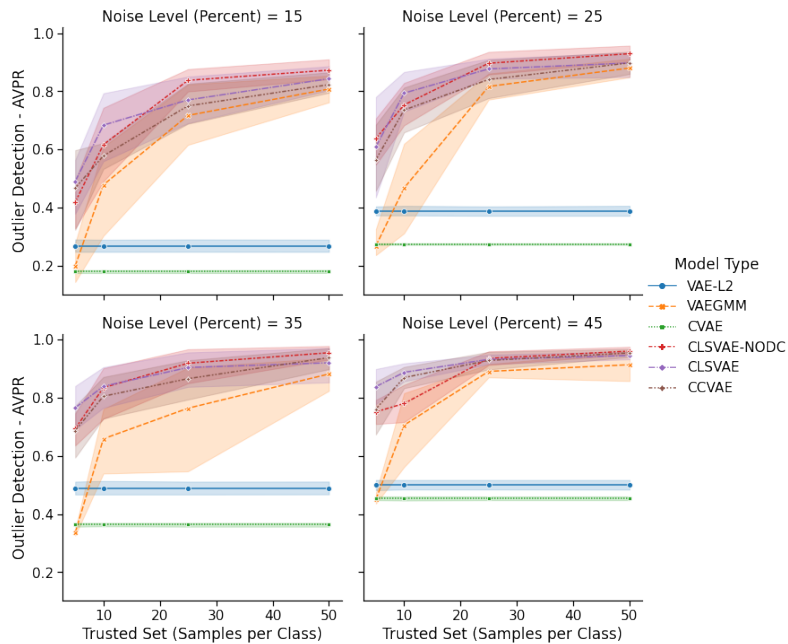 Noise Level (Percent) = 15
Noise Level (Percent) = 25
1.0
0.8
0.6
0.4
0.2
Outlier Detection - AVPR
Model Type
VAE-L2
VAEGMM
CVAE
CLSVAE-NODC
CLSVAE
CCVAE
Noise Level (Percent) = 35
Noise Level (Percent) = 45
1.0
0.8
0.6
0.4
0.2
Outlier Detection - AVPR
10 20 30 40 50
10 20 30 40 50
Trusted Set (Samples per Class)
Trusted Set (Samples per Class)